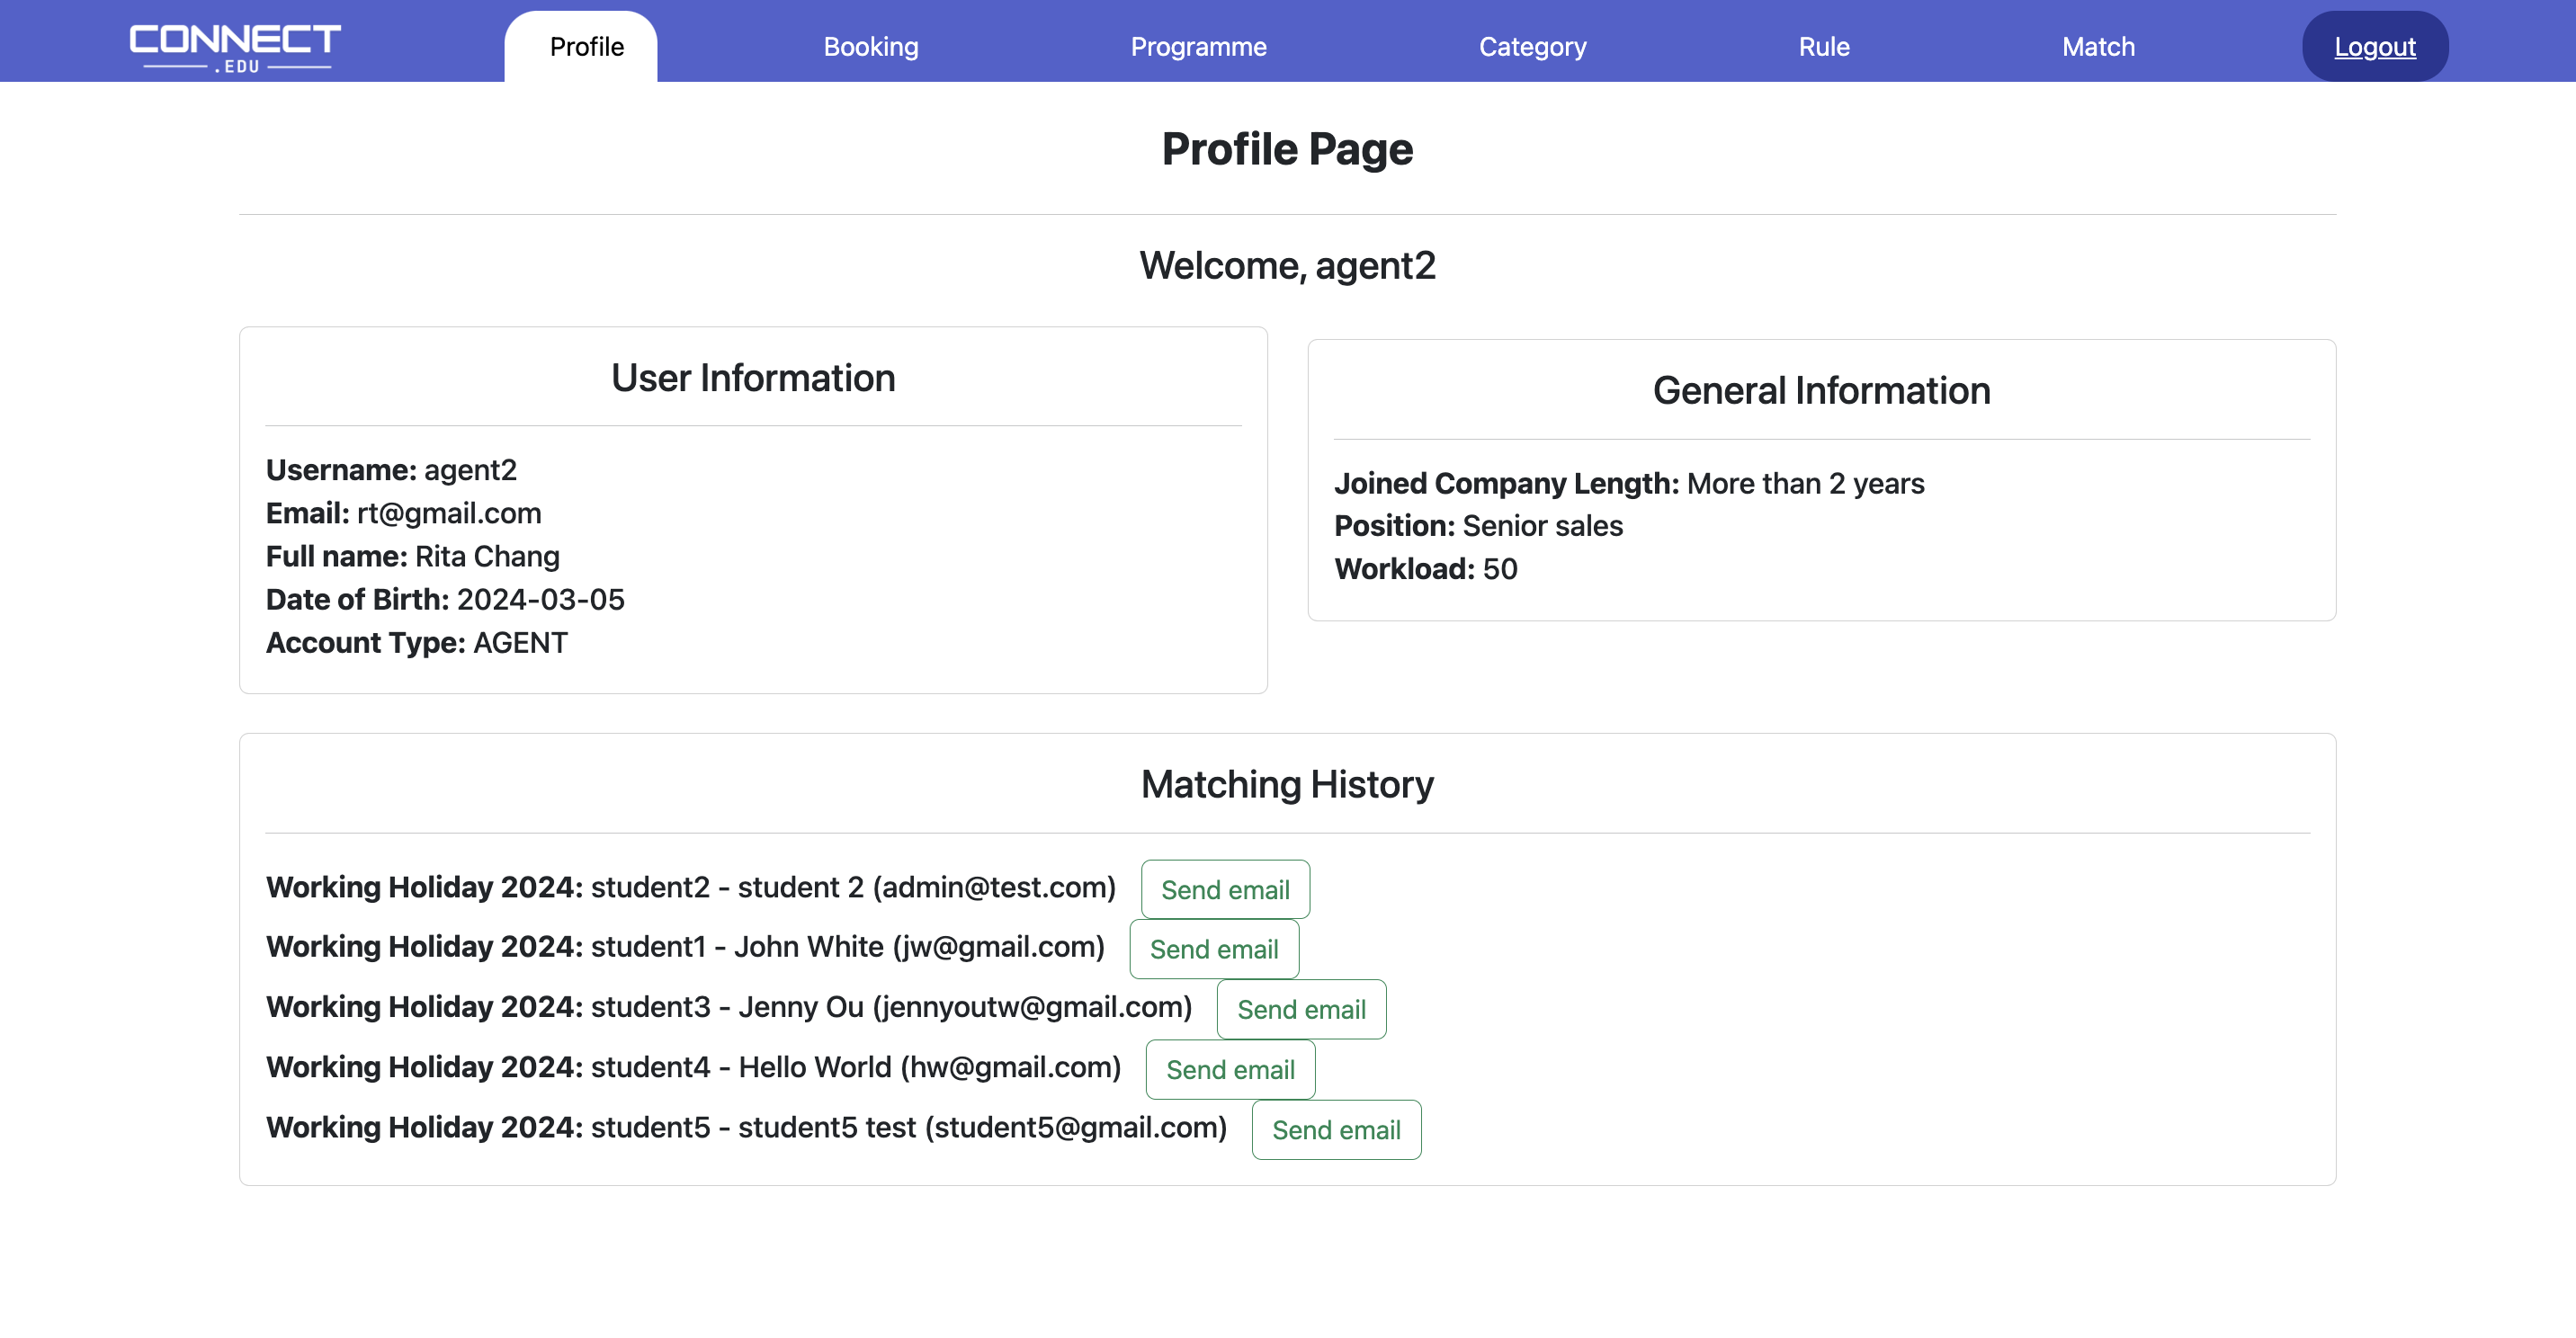 CONNECT
.EDU
Profile
Booking
Programme
Category
Rule
Match
Logout
Profile Page
Welcome, agent2
User Information
Username: agent2
Email: rt@gmail.com
Full name: Rita Chang
Date of Birth: 2024-03-05
Account Type: AGENT
General Information
Joined Company Length: More than 2 years
Position: Senior sales
Workload: 50
Matching History
Working Holiday 2024: student2 - student 2 (admin@test.com) Send email
Working Holiday 2024: student1 - John White (jw@gmail.com) Send email
Working Holiday 2024: student3 - Jenny Ou (jennyoutw@gmail.com) Send email
Working Holiday 2024: student4 - Hello World (hw@gmail.com) Send email
Working Holiday 2024: student5 - student5 test (student5@gmail.com) Send email